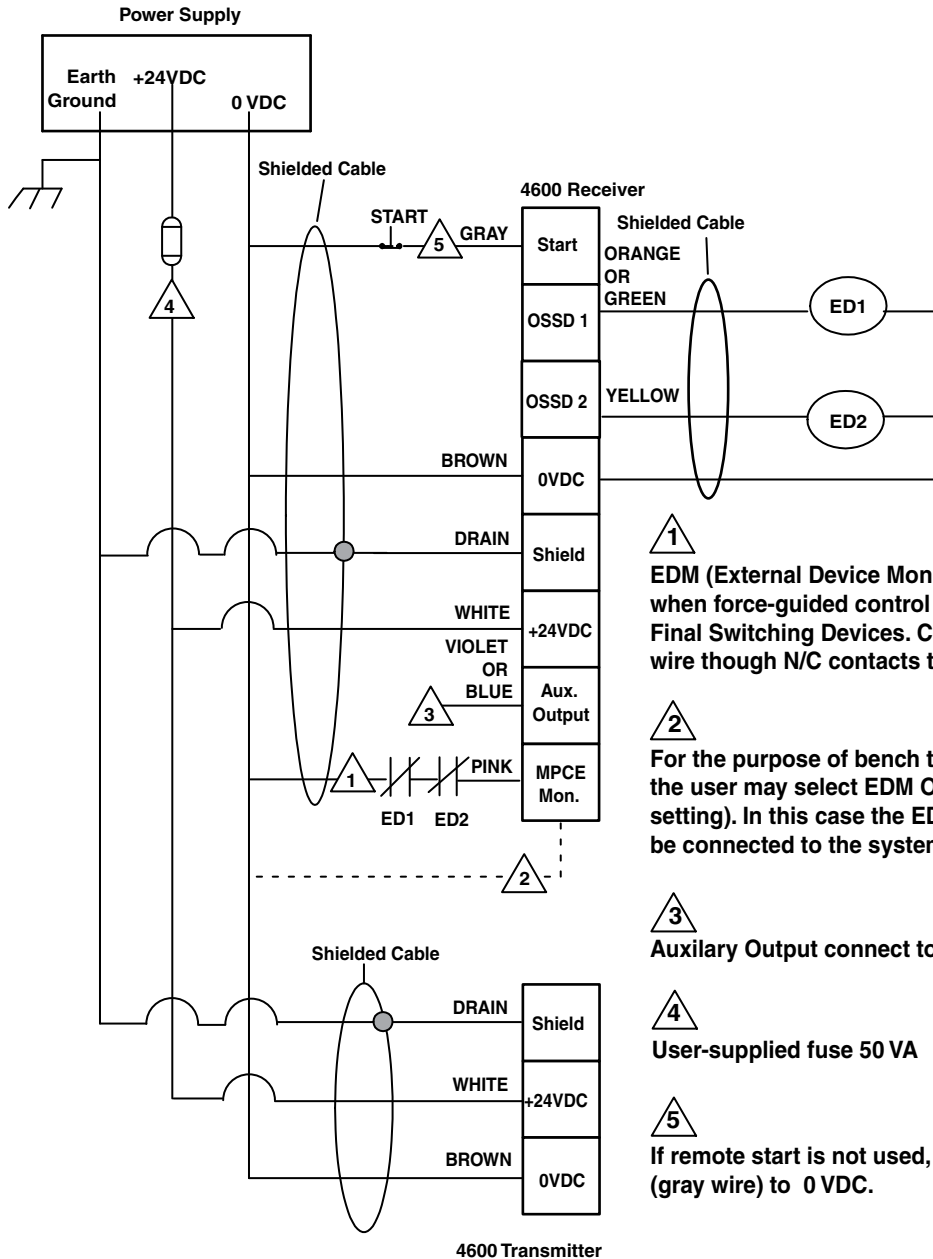 Power Supply
Earth Ground
+24VDC
0 VDC
Shielded Cable
START
5
GRAY
4600 Receiver
Start
Shielded Cable
ORANGE
OR
GREEN
4
OSSD 1
ED1
OSSD 2
YELLOW
ED2
BROWN
0VDC
DRAIN
Shield
WHITE
+24VDC
VIOLET
OR
BLUE
3
Aux.
Output
1
PINK
MPCE
Mon.
ED1
ED2
2
1
EDM (External Device Mon
when force-guided control
Final Switching Devices. C
wire though N/C contacts t
2
For the purpose of bench t
the user may select EDM O
setting). In this case the ED
be connected to the system
3
Auxilary Output connect to
4
User-supplied fuse 50 VA
5
If remote start is not used,
(gray wire) to 0 VDC.
Shielded Cable
DRAIN
Shield
WHITE
+24VDC
BROWN
0VDC
4600 Transmitter